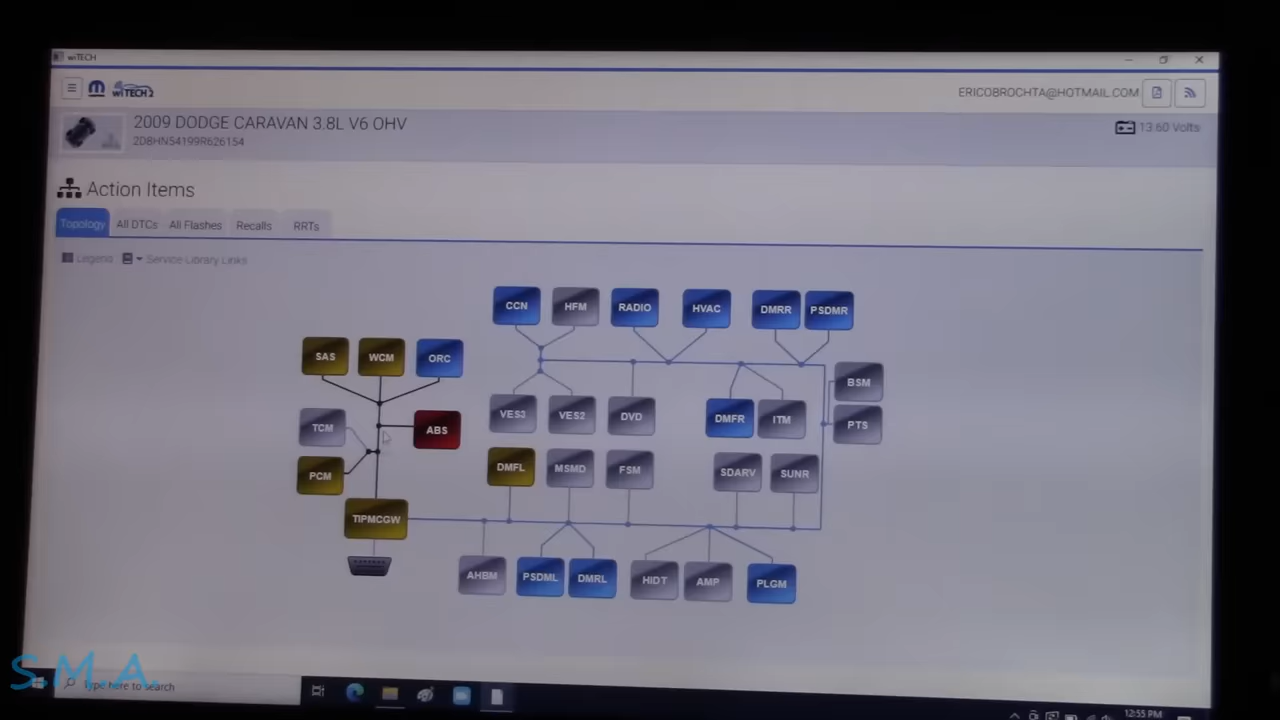 wiTECH
wiTECH 2
ERICOBROCHTA@HOTMAIL.COM
2009 DODGE CARAVAN 3.8L V6 OHV
2D8HN54199R626154
13.60 Volts
Action Items
Topology All DTCs All Flashes Recalls RRTs
Legend Service Library Links
CCN HFM RADIO HVAC DMRR PSDMR
SAS WCM ORC
BSM
VES3 VES2 DVD DMFR ITM
TCM ABS PTS
DMFL MSMD FSM SDARV SUNR
PCM
TIPMCGW
AHBM PSDML DMRL HIDT AMP PLGM
S.M.A.
Type here to search
12:55 PM